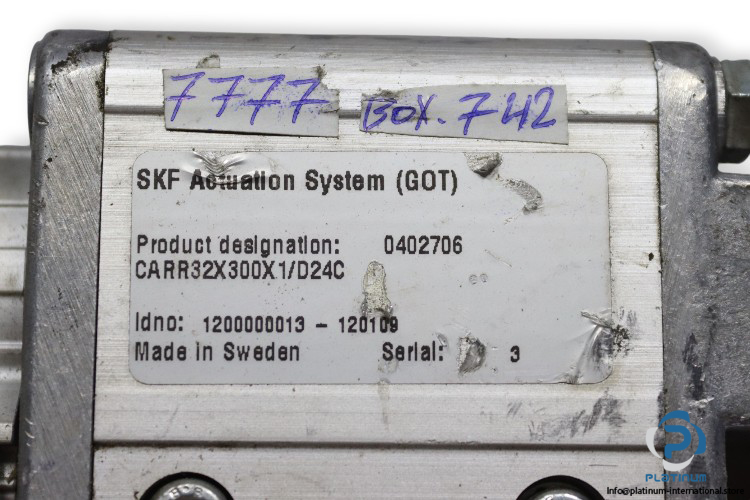 7777 BOX.742
SKF Actuation System (GOT)
Product designation: 0402706
CARR32X300X1/D24C
Idno: 1200000013 - 120109
Made in Sweden Serial: 3
PLATINUM
info@platinum-international.store